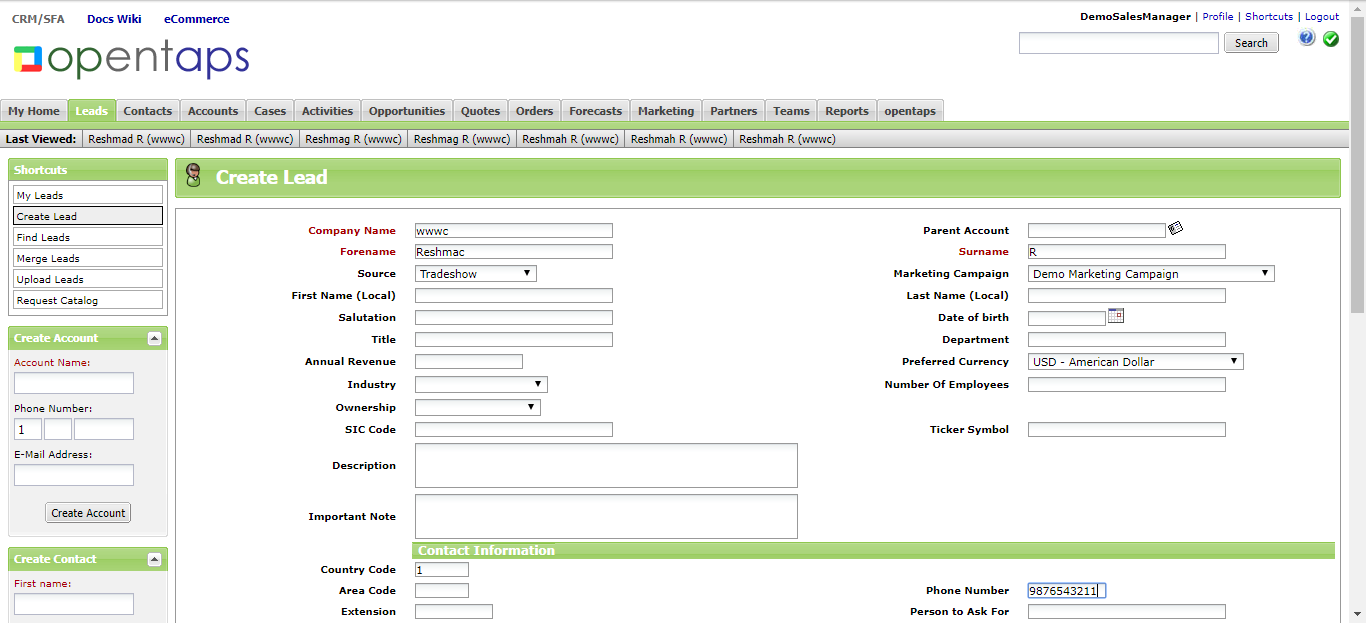 CRM/SFA Docs Wiki eCommerce
DemoSalesManager | Profile | Shortcuts | Logout
opentaps
Search
My Home Leads Contacts Accounts Cases Activities Opportunities Quotes Orders Forecasts Marketing Partners Teams Reports opentaps
Last Viewed: Reshmad R (wwwc) Reshmad R (wwwc) Reshmag R (wwwc) Reshmag R (wwwc) Reshmah R (wwwc) Reshmah R (wwwc) Reshmah R (wwwc)
Shortcuts
My Leads
Create Lead
Find Leads
Merge Leads
Upload Leads
Request Catalog
Create Account
Account Name:
Phone Number:
1
E-Mail Address:
Create Account
Create Contact
First name:
Create Lead
Company Name wwwc Parent Account
Forename Reshmac Surname R
Source Tradeshow Marketing Campaign Demo Marketing Campaign
First Name (Local) Last Name (Local)
Salutation Date of birth
Title Department
Annual Revenue Preferred Currency USD - American Dollar
Industry Number Of Employees
Ownership
SIC Code Ticker Symbol
Description
Important Note
Contact Information
Country Code 1
Area Code Phone Number 9876543211
Extension Person to Ask For